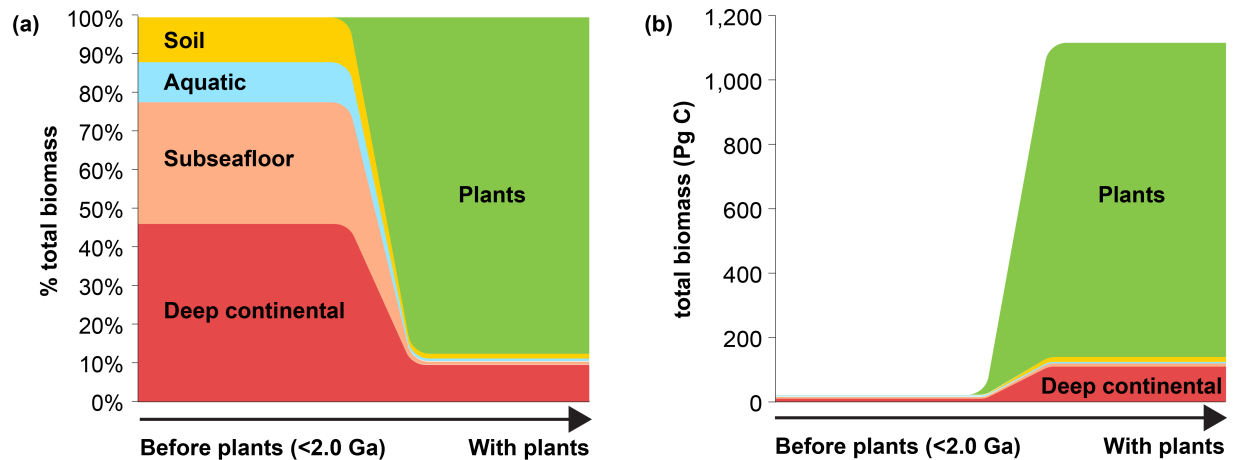 (a)
% total biomass
100%
90%
80%
70%
60%
50%
40%
30%
20%
10%
0%
Soil
Aquatic
Subseafloor
Deep continental
Plants
Before plants (<2.0 Ga)
With plants
(b)
total biomass (Pg C)
1,200
1,000
800
600
400
200
0
Plants
Deep continental
Before plants (<2.0 Ga)
With plants